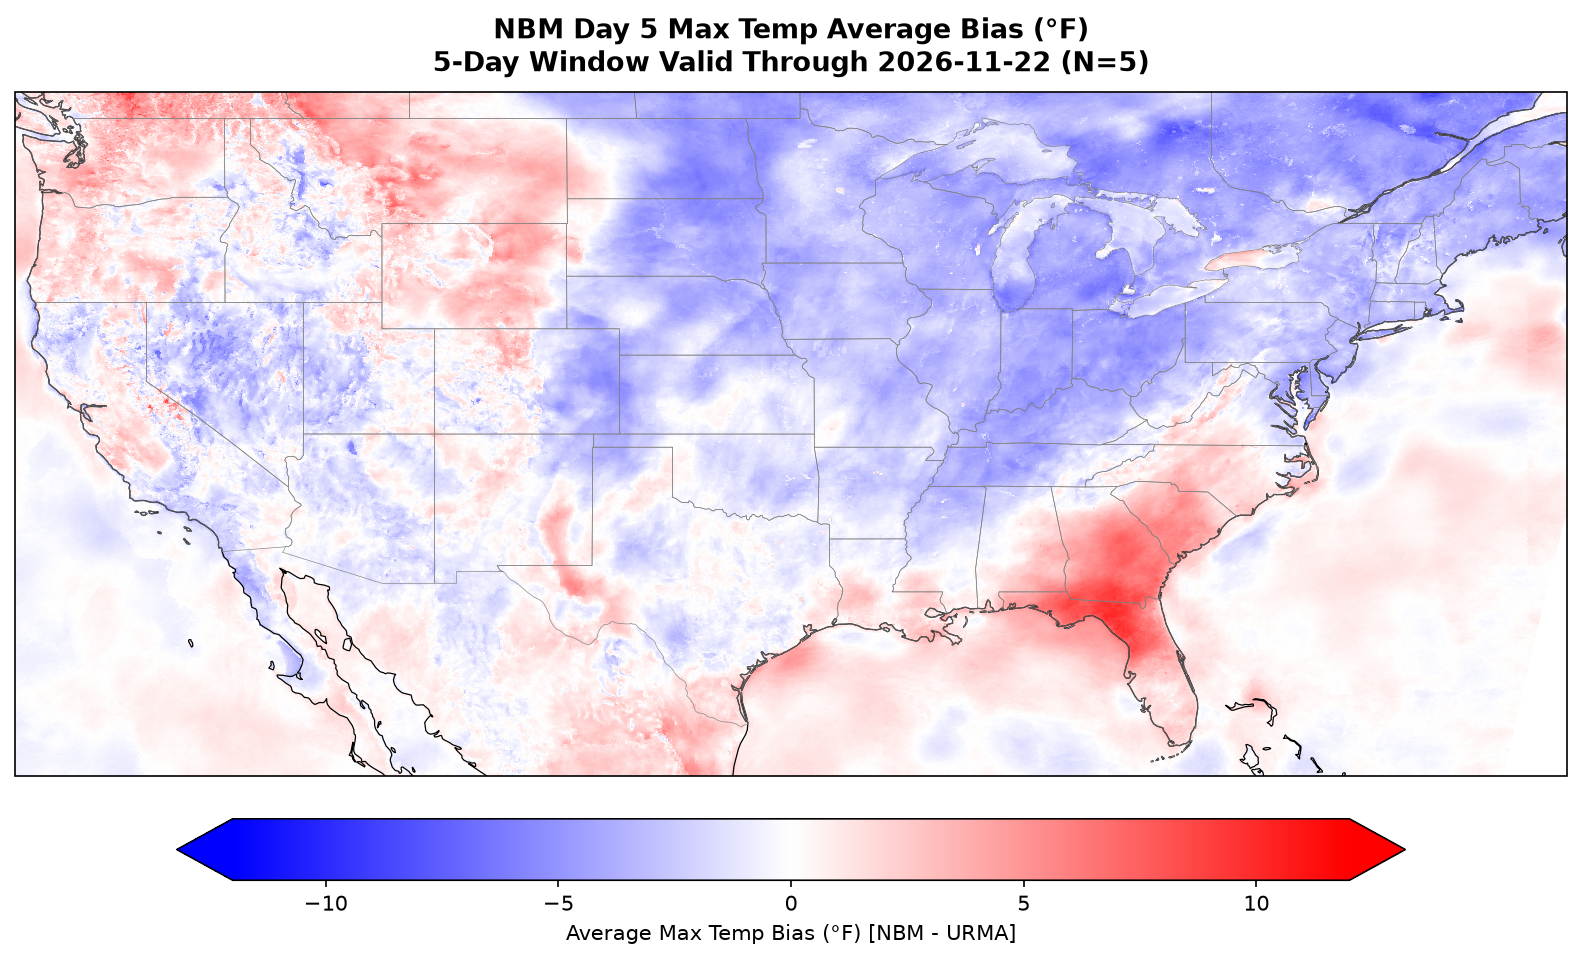 NBM Day 5 Max Temp Average Bias (°F)
5-Day Window Valid Through 2026-11-22 (N=5)
−10 −5 0 5 10
Average Max Temp Bias (°F) [NBM - URMA]